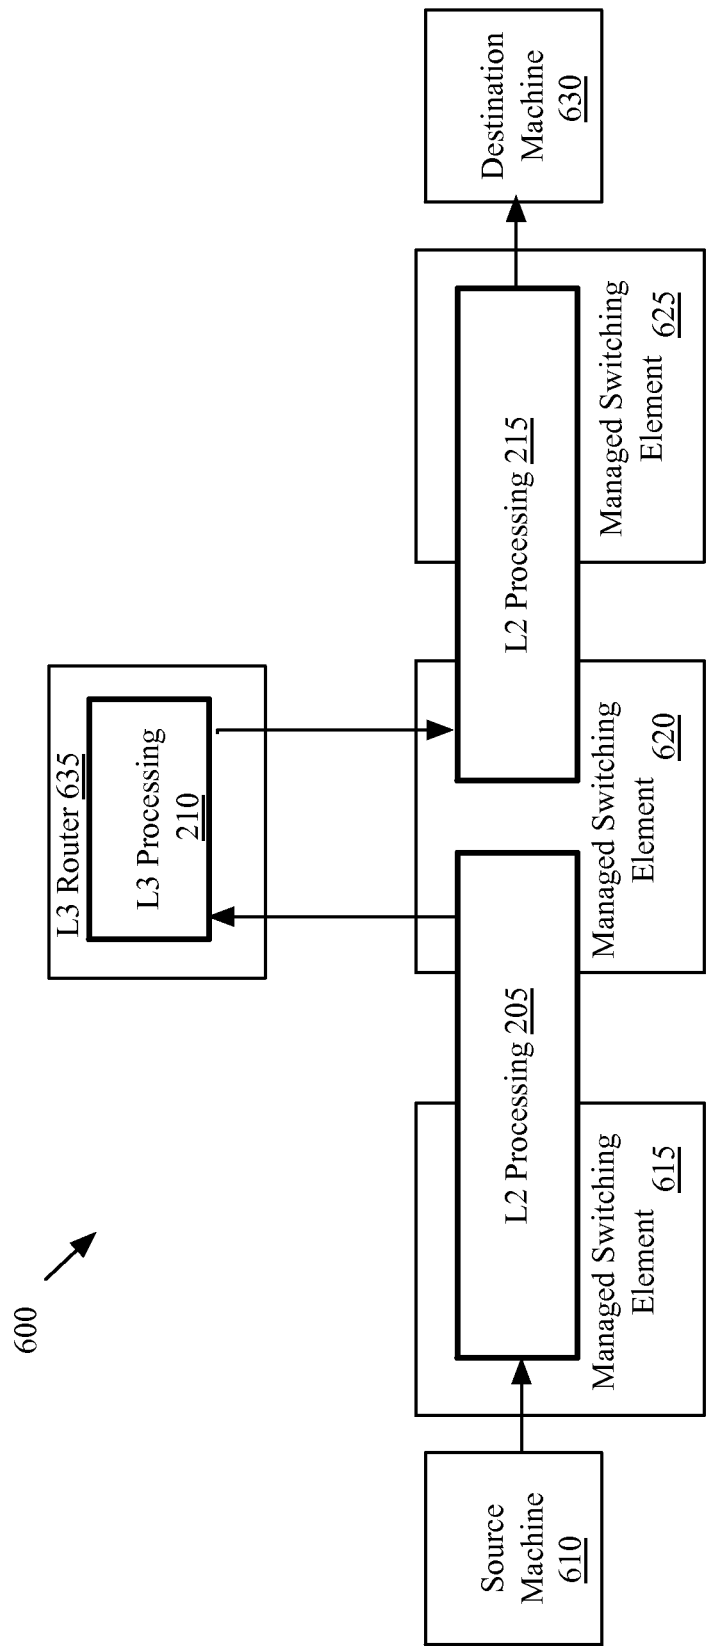 600
L3 Router 635
L3 Processing
210
Source
Machine
610
L2 Processing 205
Managed Switching
Element 615
Managed Switching
Element 620
L2 Processing 215
Managed Switching
Element 625
Destination
Machine
630